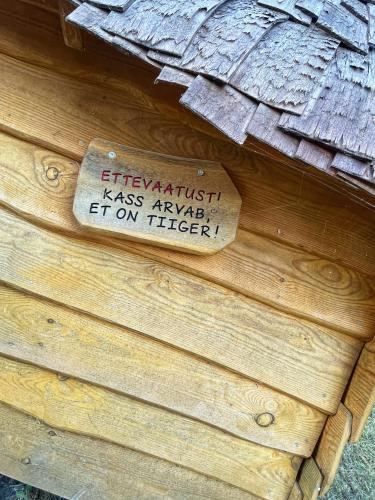 ETTEVAATUST!
KASS ARVAB,
ET ON TIIGER!